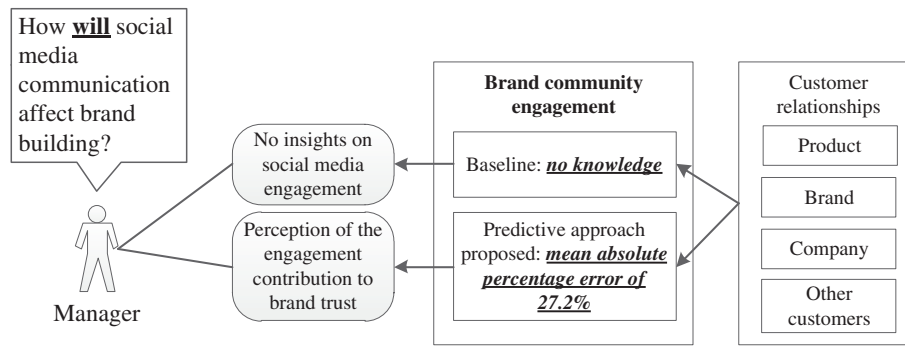 How will social
media
communication
affect brand
building?
Manager
No insights on
social media
engagement
Perception of the
engagement
contribution to
brand trust
Brand community
engagement
Baseline: no knowledge
Predictive approach
proposed: mean absolute
percentage error of
27.2%
Customer
relationships
Product
Brand
Company
Other
customers